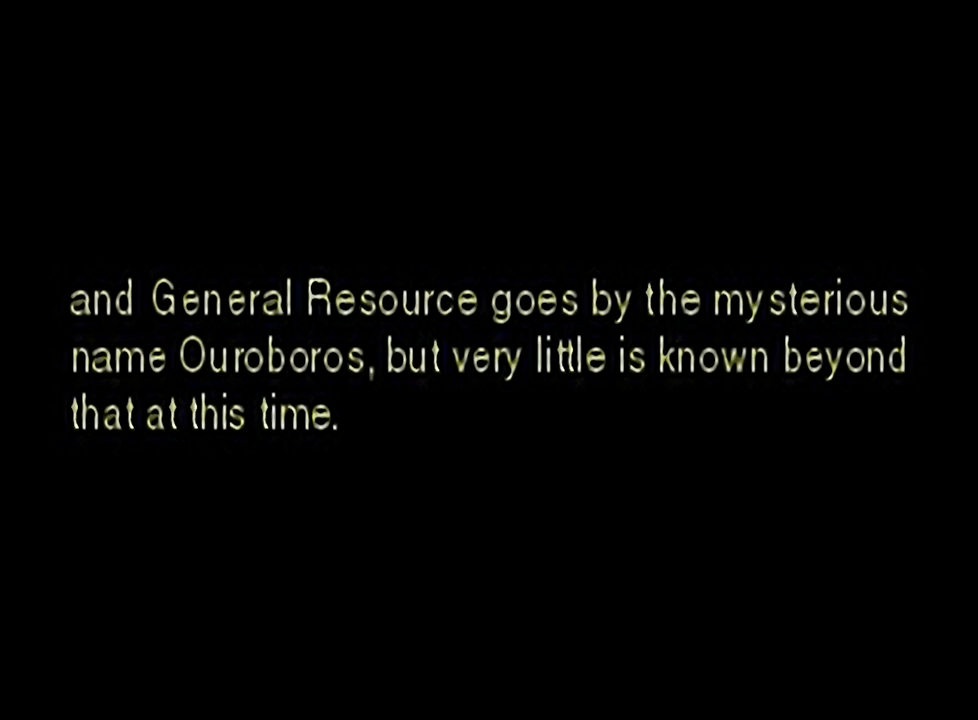 and General Resource goes by the mysterious
name Ouroboros, but very little is known beyond
that at this time.